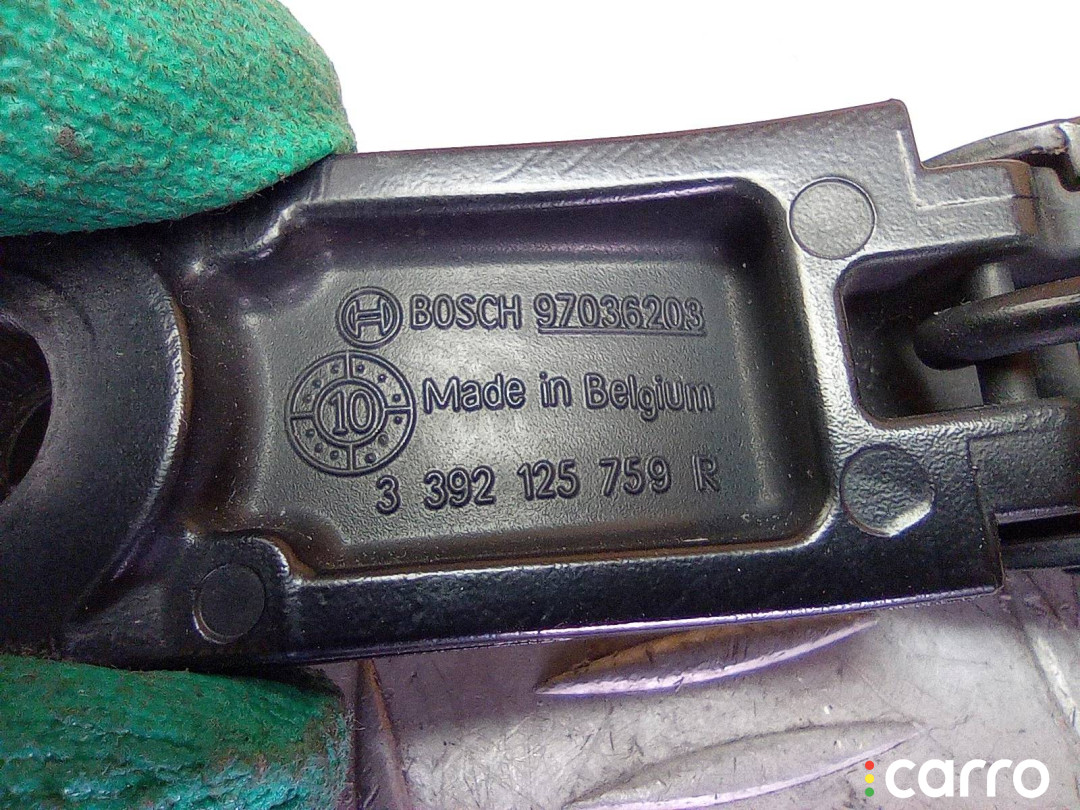 BOSCH 97036203
10
Made in Belgium
3 392 125 759 R
carro